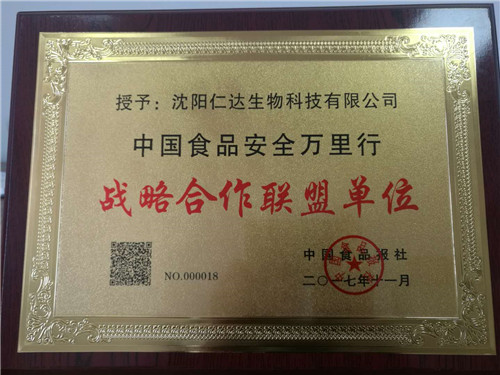 授予：沈阳仁达生物科技有限公司
中国食品安全万里行
战略合作联盟单位
中国食品报社
NO.000018
二〇一七年十一月